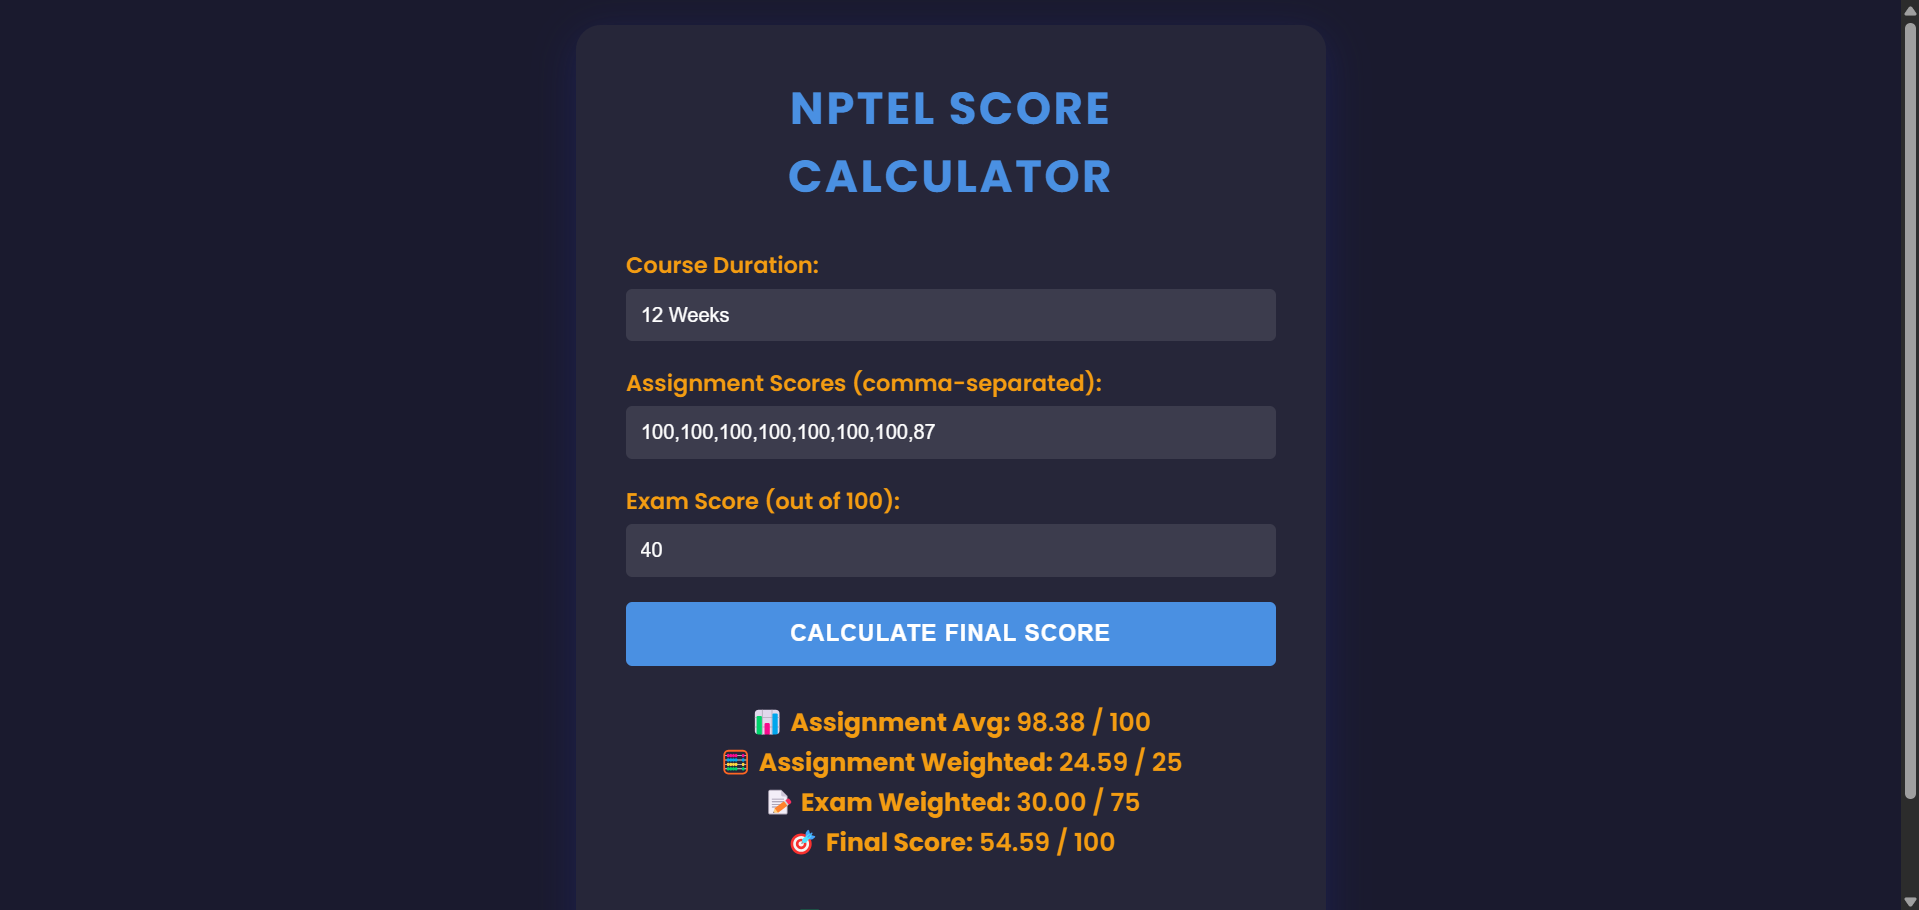 NPTEL SCORE
CALCULATOR
Course Duration:
12 Weeks
Assignment Scores (comma-separated):
100,100,100,100,100,100,100,87
Exam Score (out of 100):
40
CALCULATE FINAL SCORE
Assignment Avg: 98.38 / 100
Assignment Weighted: 24.59 / 25
Exam Weighted: 30.00 / 75
Final Score: 54.59 / 100